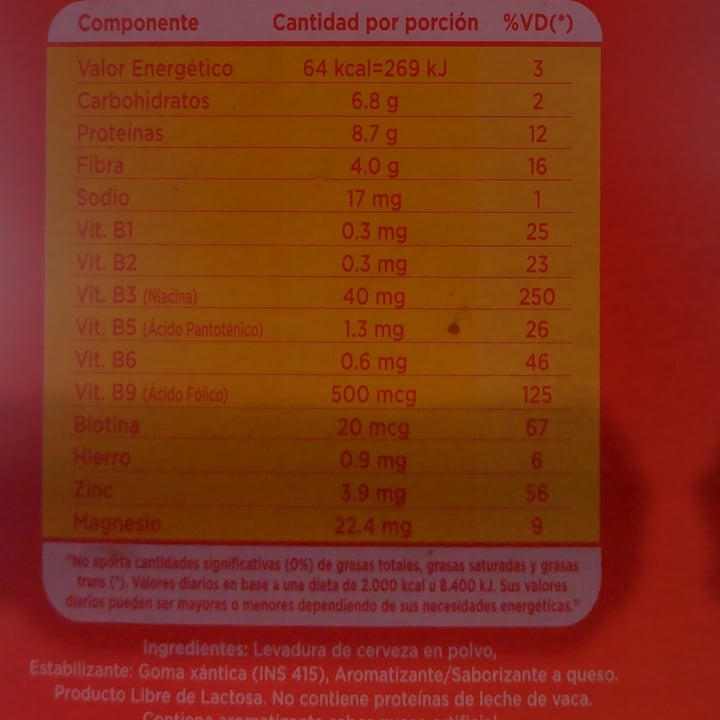 Componente Cantidad por porción %VD(*)
Valor Energético 64 kcal=269 kJ 3
Carbohidratos 6.8 g 2
Proteínas 8.7 g 12
Fibra 4.0 g 16
Sodio 17 mg 1
Vit. B1 0.3 mg 25
Vit. B2 0.3 mg 23
Vit. B3 (Niacina) 40 mg 250
Vit. B5 (Ácido Pantoténico) 1.3 mg 26
Vit. B6 0.6 mg 46
Vit. B9 (Ácido Fólico) 500 mcg 125
Biotina 20 mcg 67
Hierro 0.9 mg 6
Zinc 3.9 mg 56
Magnesio 22.4 mg 9
"No aporta cantidades significativas (0%) de grasas totales, grasas saturadas y grasas
trans (*). Valores diarios en base a una dieta de 2.000 kcal u 8.400 kJ. Sus valores
diarios pueden ser mayores o menores dependiendo de sus necesidades energéticas."
Ingredientes: Levadura de cerveza en polvo,
Estabilizante: Goma xántica (INS 415), Aromatizante/Saborizante a queso.
Producto Libre de Lactosa. No contiene proteínas de leche de vaca.
Contiene aromatizante sabor queso artificial